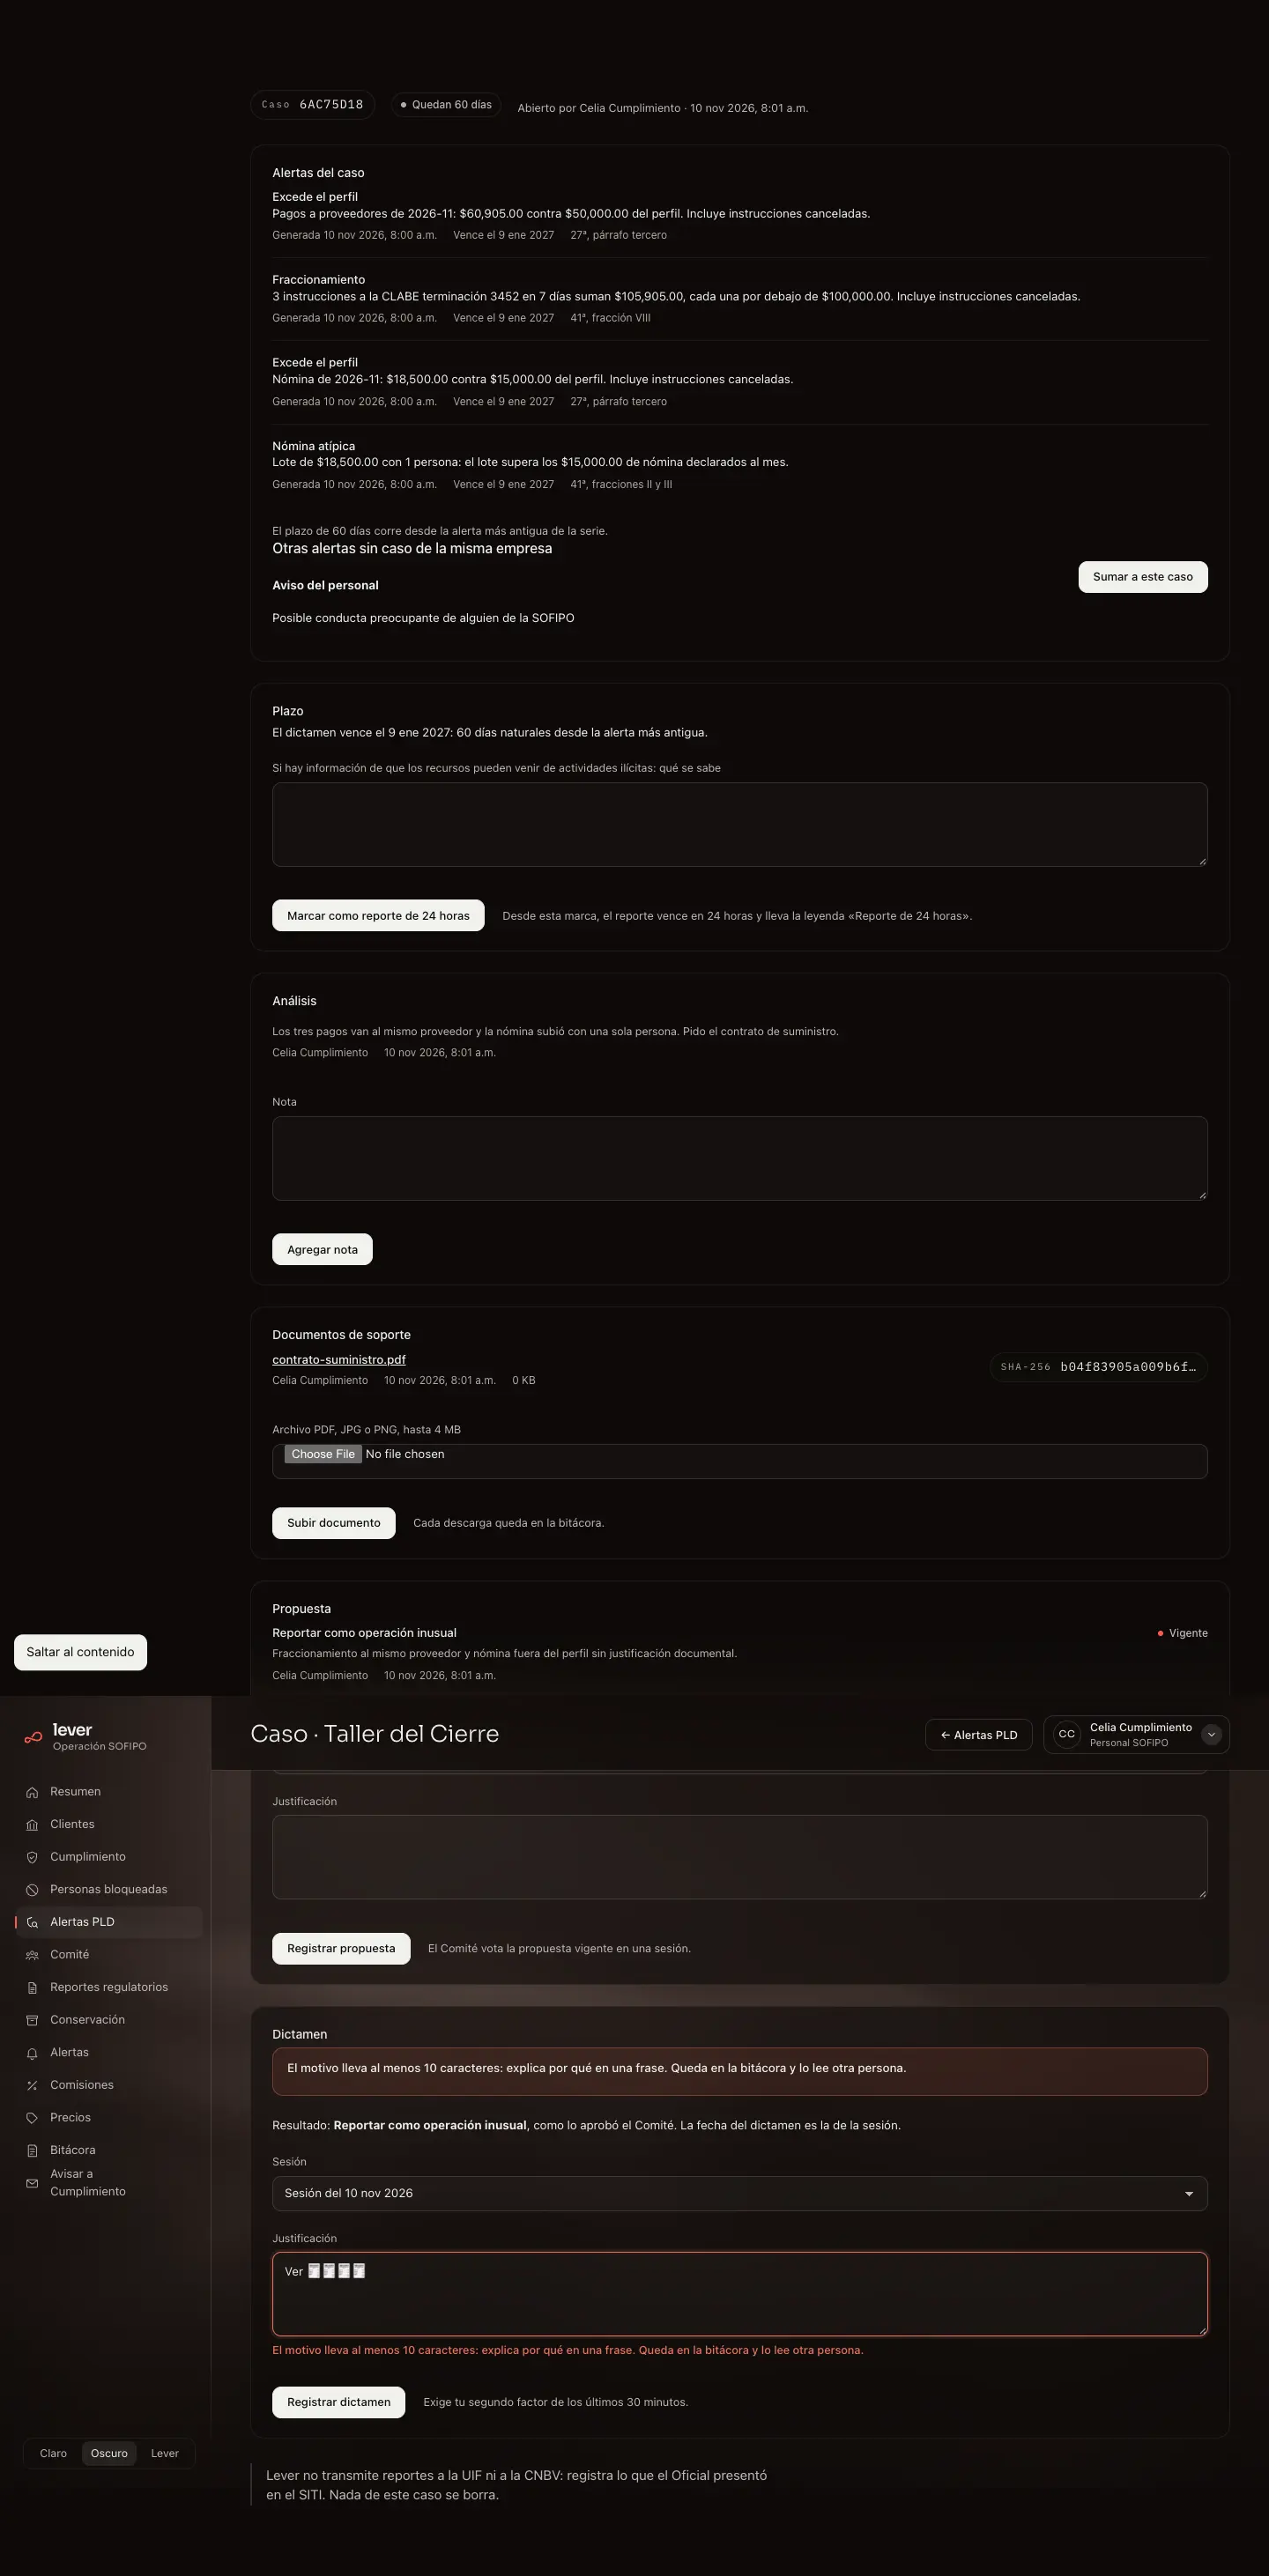 Caso 6AC75D18
Quedan 60 días
Abierto por Celia Cumplimiento · 10 nov 2026, 8:01 a.m.
Alertas del caso
Excede el perfil
Pagos a proveedores de 2026-11: $60,905.00 contra $50,000.00 del perfil. Incluye instrucciones canceladas.
Generada 10 nov 2026, 8:00 a.m. Vence el 9 ene 2027 27ª, párrafo tercero
Fraccionamiento
3 instrucciones a la CLABE terminación 3452 en 7 días suman $105,905.00, cada una por debajo de $100,000.00. Incluye instrucciones canceladas.
Generada 10 nov 2026, 8:00 a.m. Vence el 9 ene 2027 41ª, fracción VIII
Excede el perfil
Nómina de 2026-11: $18,500.00 contra $15,000.00 del perfil. Incluye instrucciones canceladas.
Generada 10 nov 2026, 8:00 a.m. Vence el 9 ene 2027 27ª, párrafo tercero
Nómina atípica
Lote de $18,500.00 con 1 persona: el lote supera los $15,000.00 de nómina declarados al mes.
Generada 10 nov 2026, 8:00 a.m. Vence el 9 ene 2027 41ª, fracciones II y III
El plazo de 60 días corre desde la alerta más antigua de la serie.
Otras alertas sin caso de la misma empresa
Aviso del personal
Sumar a este caso
Posible conducta preocupante de alguien de la SOFIPO
Plazo
El dictamen vence el 9 ene 2027: 60 días naturales desde la alerta más antigua.
Si hay información de que los recursos pueden venir de actividades ilícitas: qué se sabe
Marcar como reporte de 24 horas
Desde esta marca, el reporte vence en 24 horas y lleva la leyenda «Reporte de 24 horas».
Análisis
Los tres pagos van al mismo proveedor y la nómina subió con una sola persona. Pido el contrato de suministro.
Celia Cumplimiento 10 nov 2026, 8:01 a.m.
Nota
Agregar nota
Documentos de soporte
contrato-suministro.pdf
SHA-256 b04f83905a009b6f…
Celia Cumplimiento 10 nov 2026, 8:01 a.m. 0 KB
Archivo PDF, JPG o PNG, hasta 4 MB
Choose File No file chosen
Subir documento
Cada descarga queda en la bitácora.
Propuesta
Reportar como operación inusual
Vigente
Fraccionamiento al mismo proveedor y nómina fuera del perfil sin justificación documental.
Celia Cumplimiento 10 nov 2026, 8:01 a.m.
Saltar al contenido
lever
Operación SOFIPO
Resumen
Clientes
Cumplimiento
Personas bloqueadas
Alertas PLD
Comité
Reportes regulatorios
Conservación
Alertas
Comisiones
Precios
Bitácora
Avisar a
Cumplimiento
Claro
Oscuro
Lever
Caso · Taller del Cierre
← Alertas PLD
CC
Celia Cumplimiento
Personal SOFIPO
Justificación
Registrar propuesta
El Comité vota la propuesta vigente en una sesión.
Dictamen
El motivo lleva al menos 10 caracteres: explica por qué en una frase. Queda en la bitácora y lo lee otra persona.
Resultado: Reportar como operación inusual, como lo aprobó el Comité. La fecha del dictamen es la de la sesión.
Sesión
Sesión del 10 nov 2026
Justificación
Ver
El motivo lleva al menos 10 caracteres: explica por qué en una frase. Queda en la bitácora y lo lee otra persona.
Registrar dictamen
Exige tu segundo factor de los últimos 30 minutos.
Lever no transmite reportes a la UIF ni a la CNBV: registra lo que el Oficial presentó
en el SITI. Nada de este caso se borra.